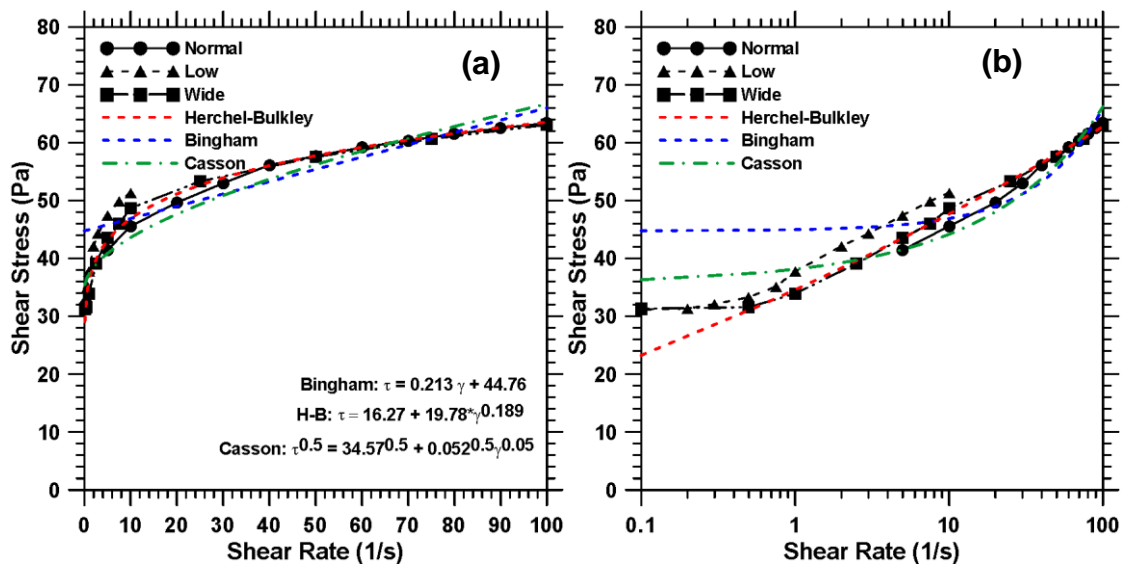 80
70
60
50
40
30
20
10
0
Shear Stress (Pa)
Normal
Low
Wide
Herchel-Bulkley
Bingham
Casson
(a)
Bingham: τ = 0.213 γ + 44.76
H-B: τ = 16.27 + 19.78*γ0.189
Casson: τ0.5 = 34.570.5 + 0.0520.5γ0.05
0 10 20 30 40 50 60 70 80 90 100
Shear Rate (1/s)
80
70
60
50
40
30
20
10
0
Shear Stress (Pa)
Normal
Low
Wide
Herchel-Bulkley
Bingham
Casson
(b)
0.1 1 10 100
Shear Rate (1/s)